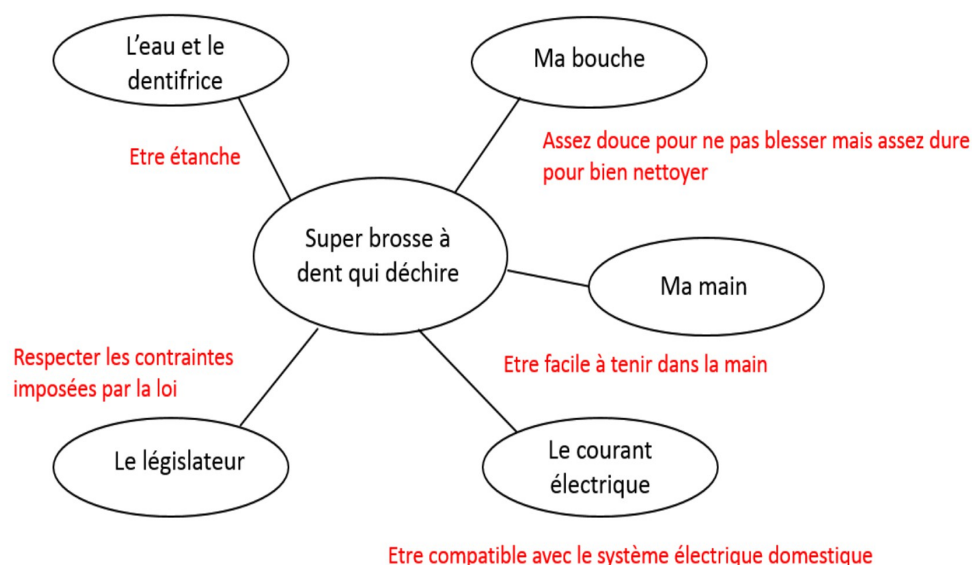 L'eau et le
dentifrice
Ma bouche
Etre étanche
Assez douce pour ne pas blesser mais assez dure
pour bien nettoyer
Super brosse à
dent qui déchire
Ma main
Respecter les contraintes
imposées par la loi
Etre facile à tenir dans la main
Le législateur
Le courant
électrique
Etre compatible avec le système électrique domestique